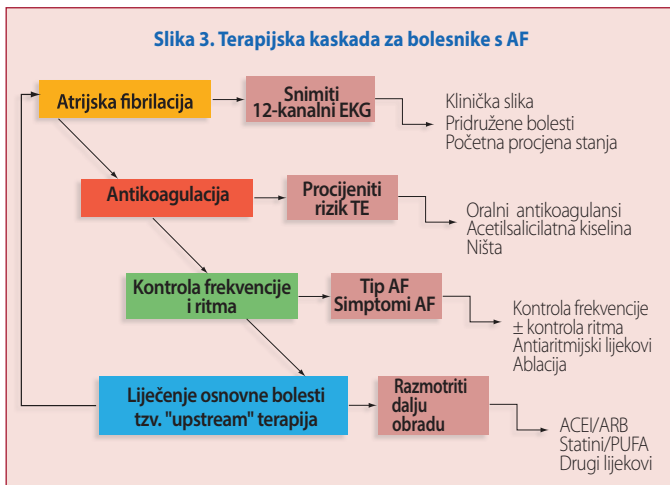 Slika 3. Terapijska kaskada za bolesnike s AF
Atrijska fibrilacija
Snimiti
12-kanalni EKG
Klinička slika
Pridružene bolesti
Početna procjena stanja
Antikoagulacija
Procijeniti
rizik TE
Oralni antikoagulansi
Acetilsalicilatna kiselina
Ništa
Kontrola frekvencije
i ritma
Tip AF
Simptomi AF
Kontrola frekvencije
± kontrola ritma
Antiaritmijski lijekovi
Ablacija
Liječenje osnovne bolesti
tzv. "upstream" terapija
Razmotriti
dalju
obradu
ACEI/ARB
Statini/PUFA
Drugi lijekovi